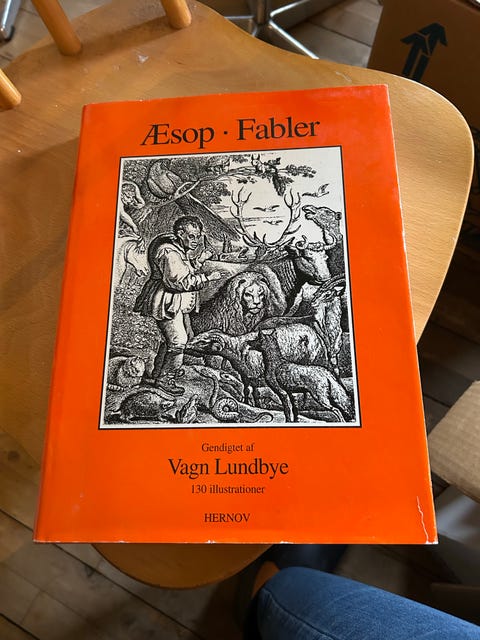 Æsop · Fabler
Gendigtet af
Vagn Lundbye
130 illustrationer
HERNOV